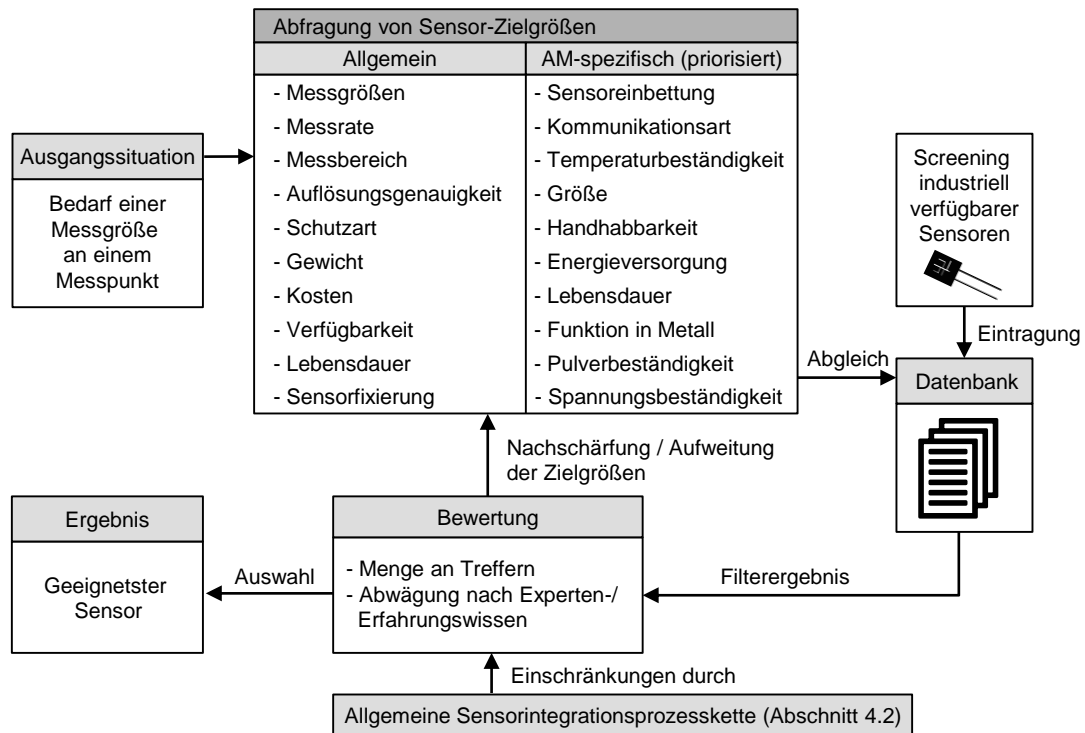 Abfragung von Sensor-Zielgrößen
Allgemein
- Messgrößen
- Messrate
- Messbereich
- Auflösungsgenauigkeit
- Schutzart
- Gewicht
- Kosten
- Verfügbarkeit
- Lebensdauer
- Sensorfixierung
AM-spezifisch (priorisiert)
- Sensoreinbettung
- Kommunikationsart
- Temperaturbeständigkeit
- Größe
- Handhabbarkeit
- Energieversorgung
- Lebensdauer
- Funktion in Metall
- Pulverbeständigkeit
- Spannungsbeständigkeit
Ausgangssituation
Bedarf einer
Messgröße
an einem
Messpunkt
Screening
industriell
verfügbarer
Sensoren
Eintragung
Abgleich
Datenbank
Nachschärfung / Aufweitung
der Zielgrößen
Ergebnis
Geeignetster
Sensor
Auswahl
Bewertung
- Menge an Treffern
- Abwägung nach Experten-/
Erfahrungswissen
Filterergebnis
Einschränkungen durch
Allgemeine Sensorintegrationsprozesskette (Abschnitt 4.2)